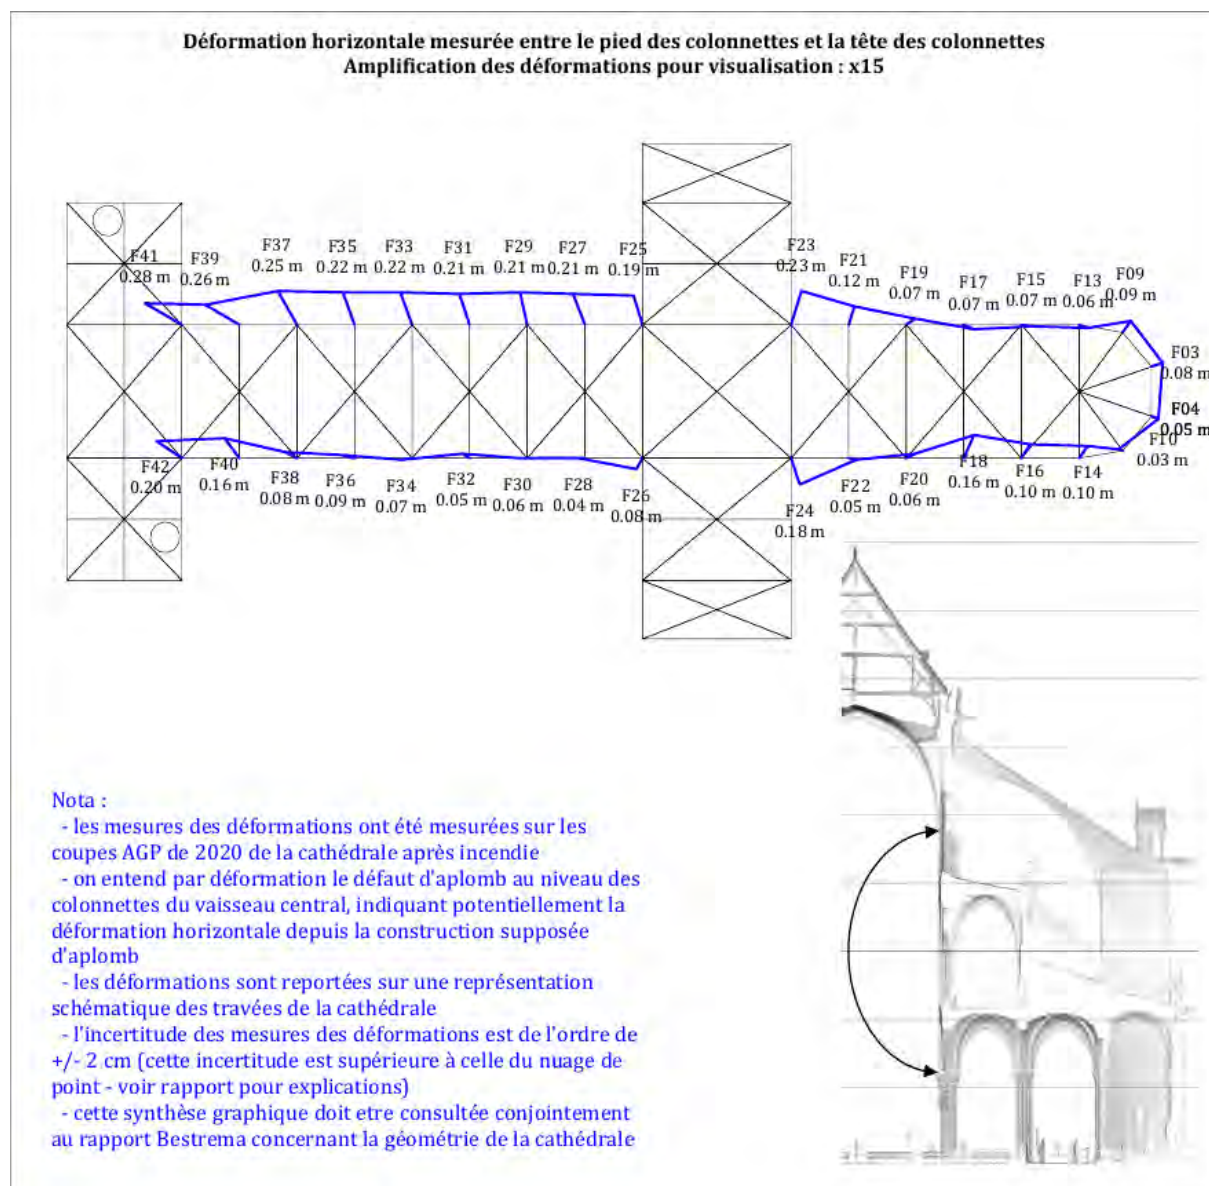 Déformation horizontale mesurée entre le pied des colonnettes et la tête des colonnettes
Amplification des déformations pour visualisation : x15
F41
0.28 m
F39
0.26 m
F37
0.25 m
F35
0.22 m
F33
0.22 m
F31
0.21 m
F29
0.21 m
F27
0.21 m
F25
0.19 m
F23
0.23 m
F21
0.12 m
F19
0.07 m
F17
0.07 m
F15
0.07 m
F13
0.06 m
F09
0.09 m
F03
0.08 m
F04
0.05 m
F10
0.03 m
F42
0.20 m
F40
0.16 m
F38
0.08 m
F36
0.09 m
F34
0.07 m
F32
0.05 m
F30
0.06 m
F28
0.04 m
F26
0.08 m
F24
0.18 m
F22
0.05 m
F20
0.06 m
F18
0.16 m
F16
0.10 m
F14
0.10 m
Nota :
- les mesures des déformations ont été mesurées sur les
coupes AGP de 2020 de la cathédrale après incendie
- on entend par déformation le défaut d'aplomb au niveau des
colonnettes du vaisseau central, indiquant potentiellement la
déformation horizontale depuis la construction supposée
d'aplomb
- les déformations sont reportées sur une représentation
schématique des travées de la cathédrale
- l'incertitude des mesures des déformations est de l'ordre de
+/- 2 cm (cette incertitude est supérieure à celle du nuage de
point - voir rapport pour explications)
- cette synthèse graphique doit etre consultée conjointement
au rapport Bestrema concernant la géométrie de la cathédrale